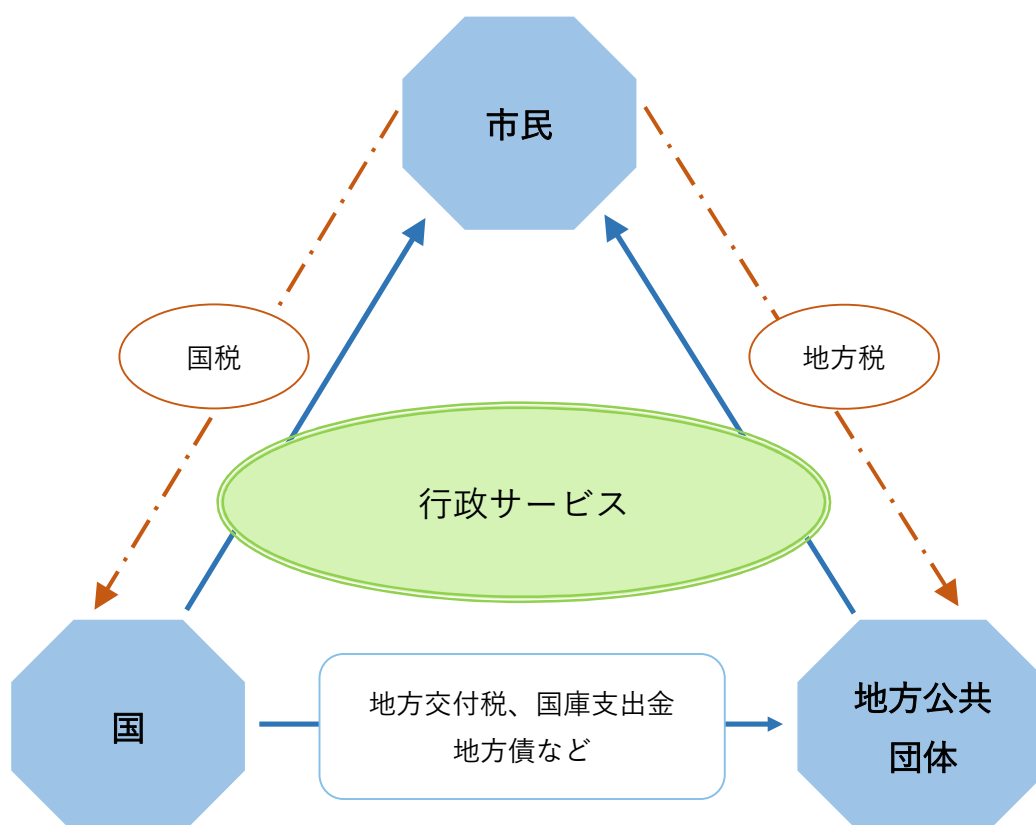 市民
国税
地方税
行政サービス
国
地方交付税、国庫支出金
地方債など
地方公共
団体